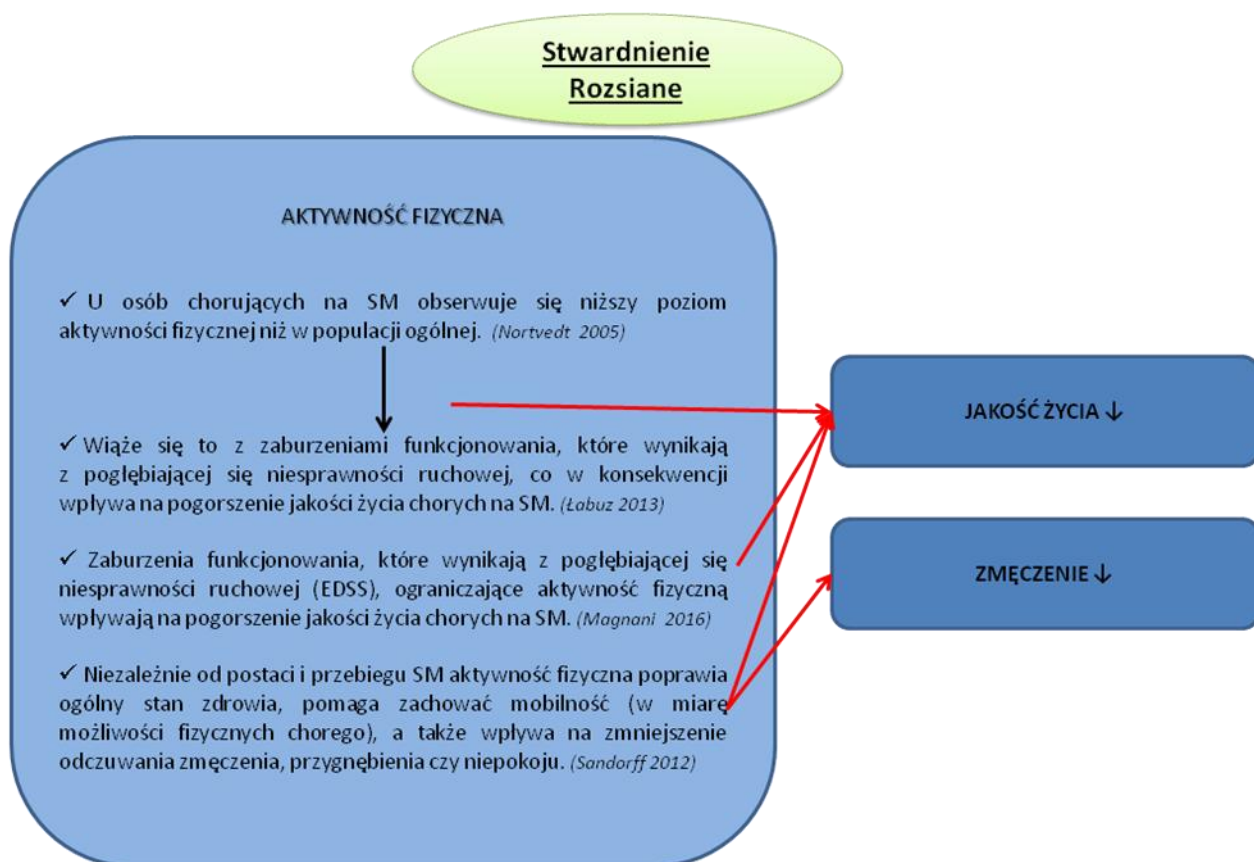 Stwardnienie
Rozsiane
AKTYWNOŚĆ FIZYCZNA
✓ U osób chorujących na SM obserwuje się niższy poziom
aktywności fizycznej niż w populacji ogólnej. (Nortvedt 2005)
✓ Wiąże się to z zaburzeniami funkcjonowania, które wynikają
z pogłębiającej się niesprawności ruchowej, co w konsekwencji
wpływa na pogorszenie jakości życia chorych na SM. (Łabuz 2013)
✓ Zaburzenia funkcjonowania, które wynikają z pogłębiającej się
niesprawności ruchowej (EDSS), ograniczające aktywność fizyczną
wpływają na pogorszenie jakości życia chorych na SM. (Magnani 2016)
✓ Niezależnie od postaci i przebiegu SM aktywność fizyczna poprawia
ogólny stan zdrowia, pomaga zachować mobilność (w miarę
możliwości fizycznych chorego), a także wpływa na zmniejszenie
odczuwania zmęczenia, przygnębienia czy niepokoju. (Sandorff 2012)
JAKOŚĆ ŻYCIA ↓
ZMĘCZENIE ↓